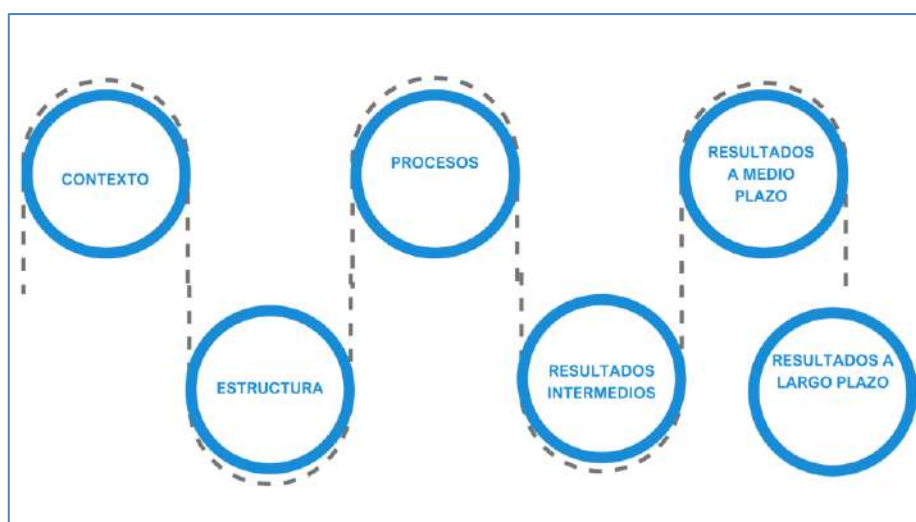 CONTEXTO
ESTRUCTURA
PROCESOS
RESULTADOS
INTERMEDIOS
RESULTADOS
A MEDIO
PLAZO
RESULTADOS A
LARGO PLAZO